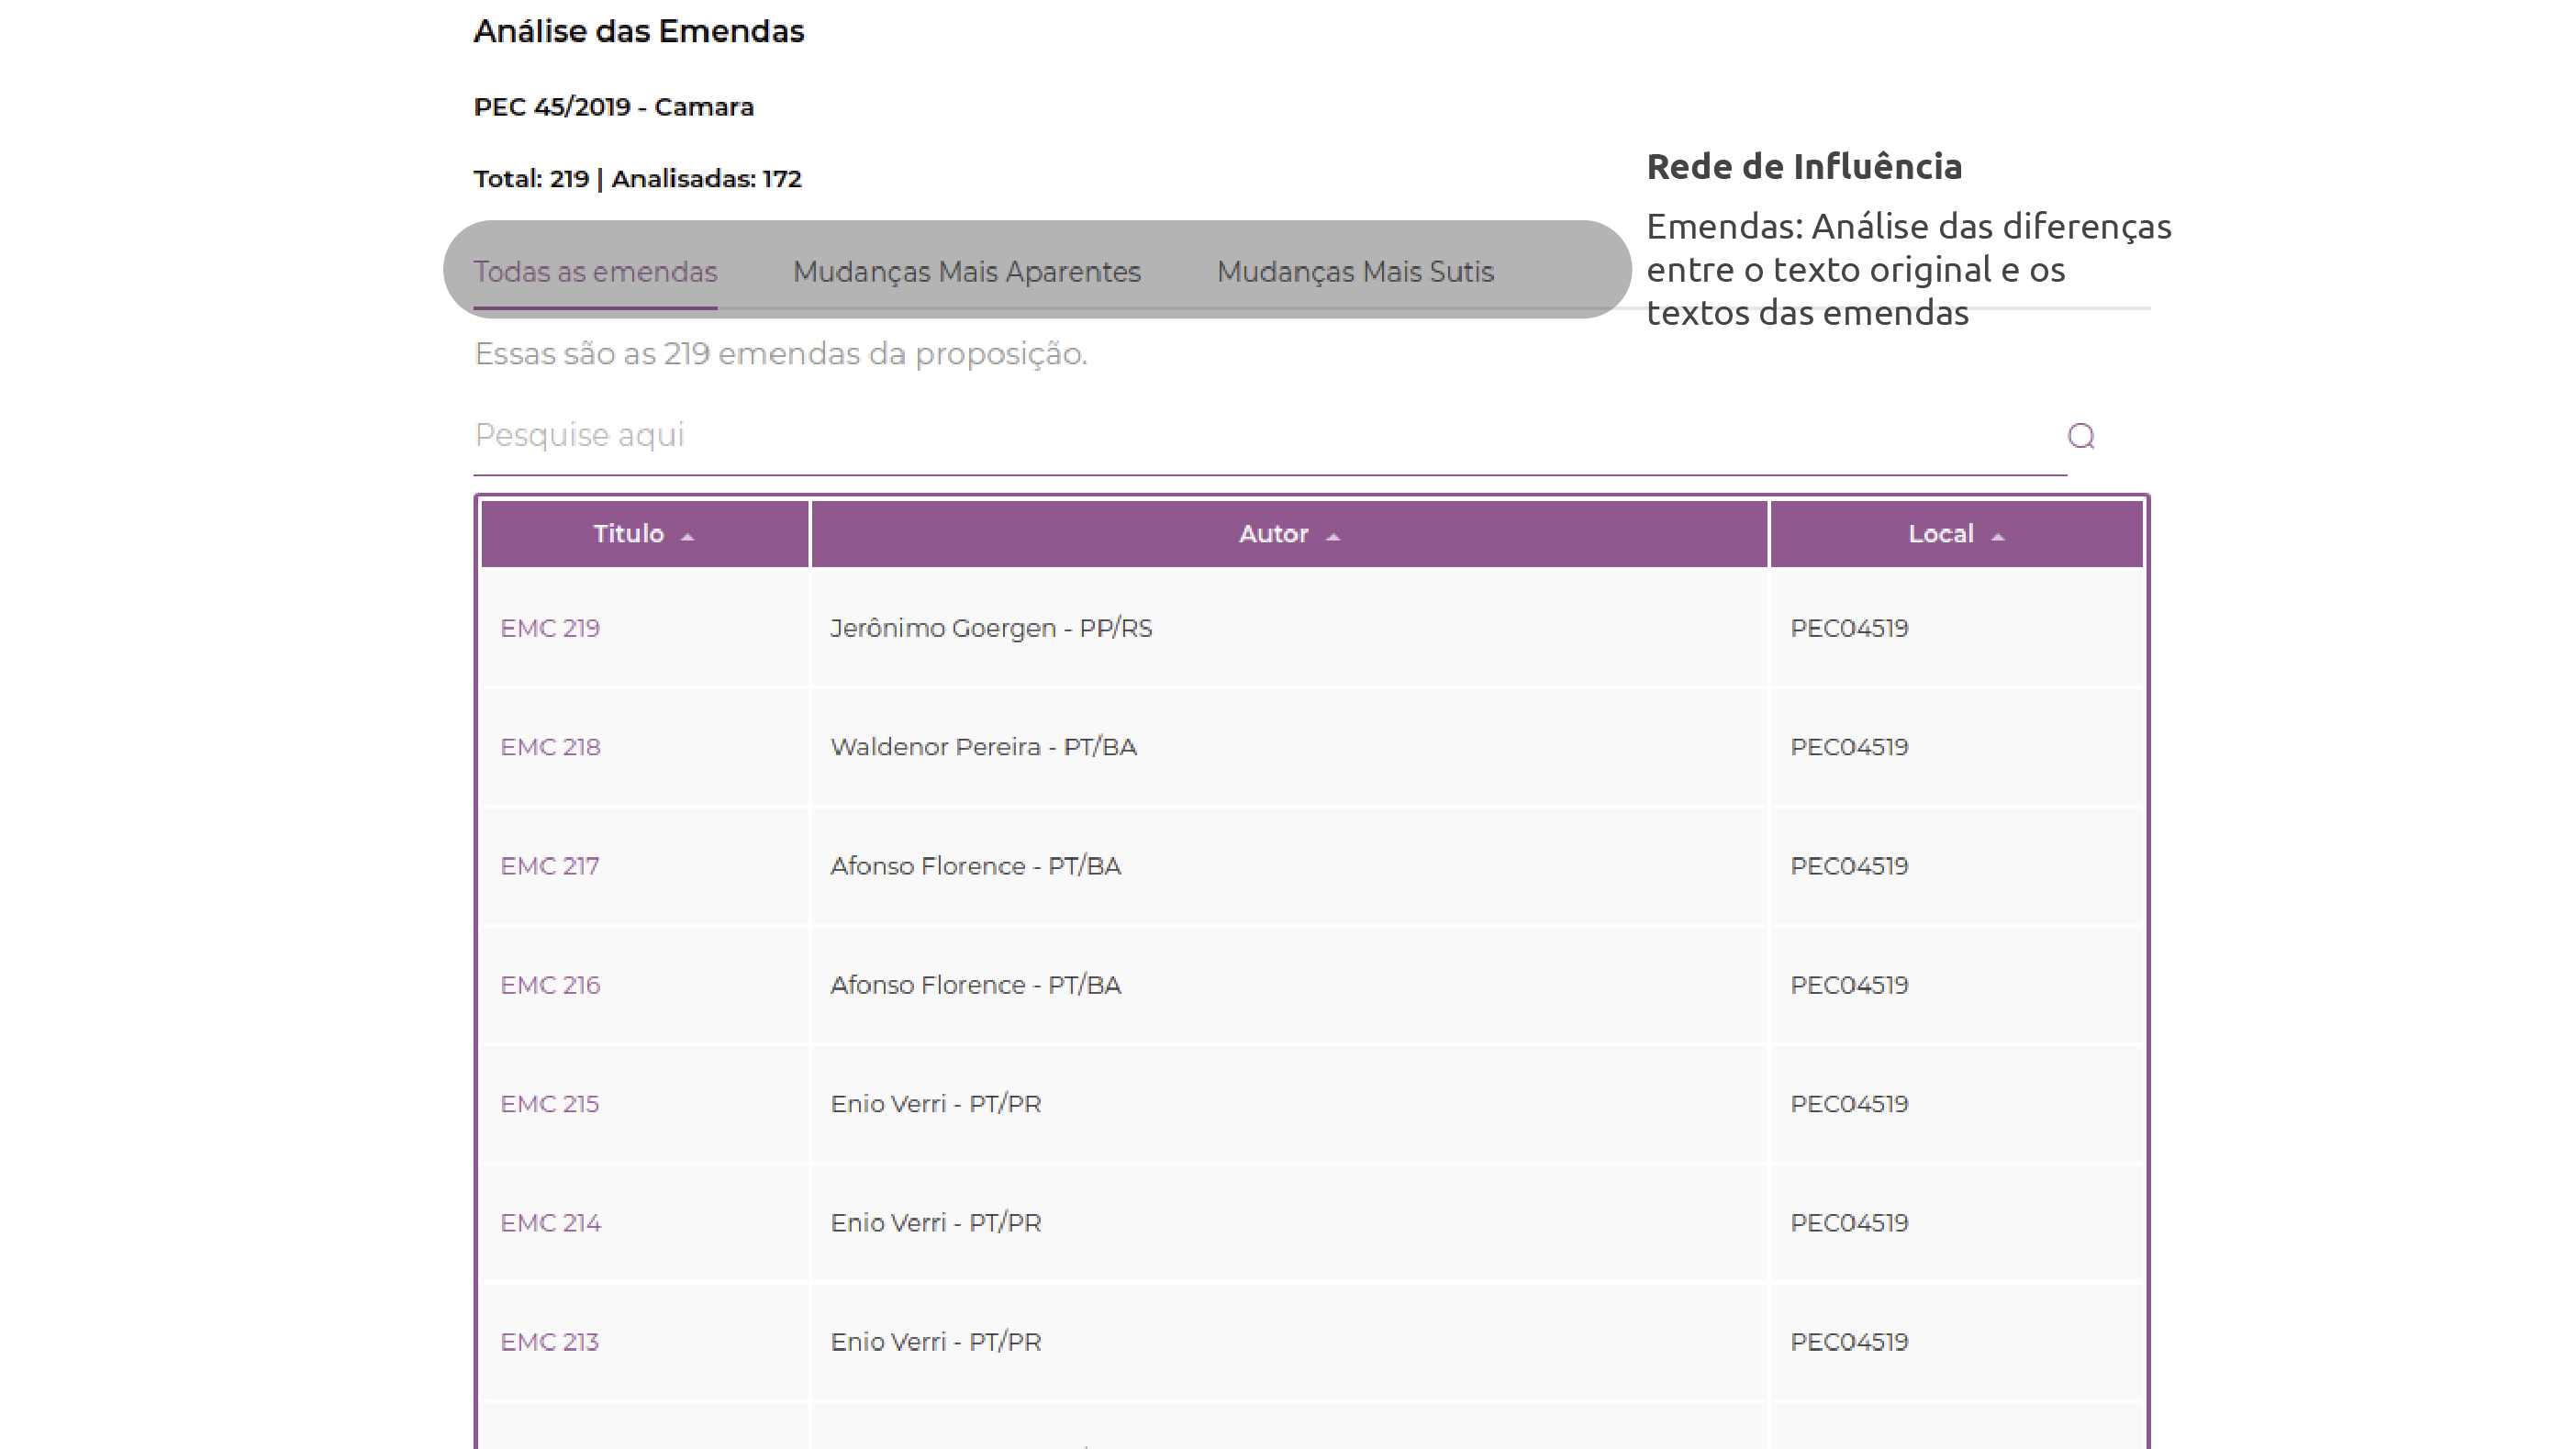 Análise das Emendas
PEC 45/2019 - Camara
Total: 219 | Analisadas: 172
Rede de Influência
Emendas: Análise das diferenças
entre o texto original e os
textos das emendas
Todas as emendas Mudanças Mais Aparentes Mudanças Mais Sutis
Essas são as 219 emendas da proposição.
Pesquise aqui
Titulo Autor Local
EMC 219 Jerônimo Goergen - PP/RS PEC04519
EMC 218 Waldenor Pereira - PT/BA PEC04519
EMC 217 Afonso Florence - PT/BA PEC04519
EMC 216 Afonso Florence - PT/BA PEC04519
EMC 215 Enio Verri - PT/PR PEC04519
EMC 214 Enio Verri - PT/PR PEC04519
EMC 213 Enio Verri - PT/PR PEC04519